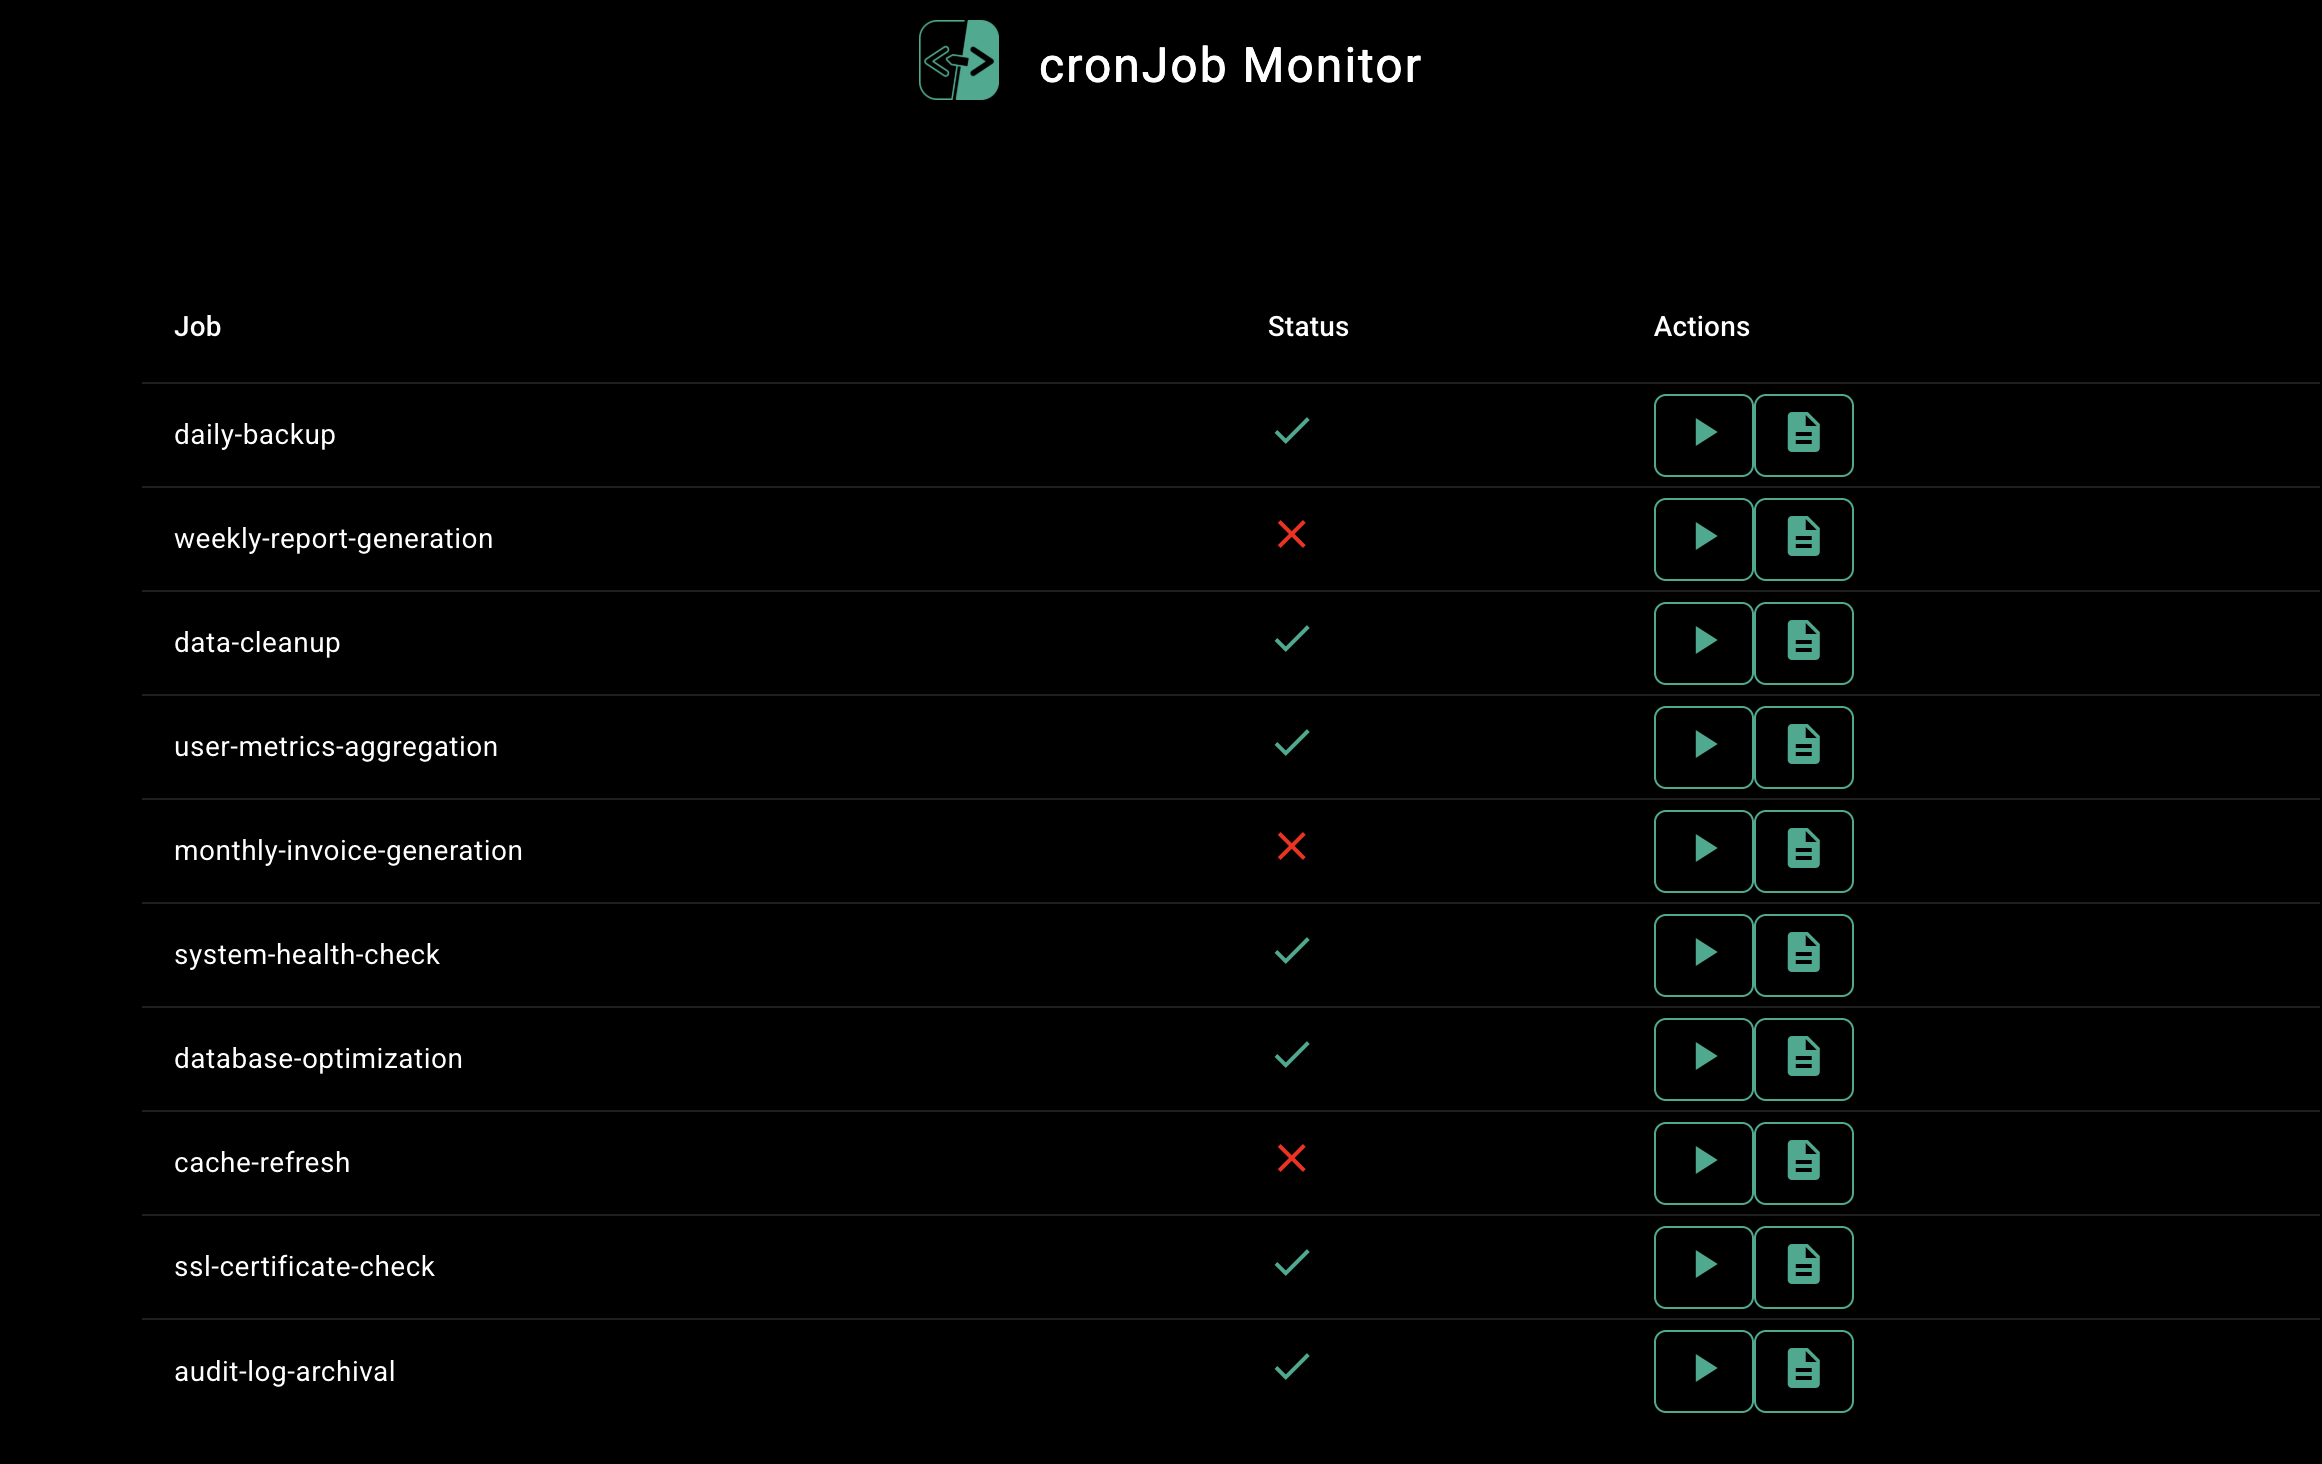 cronJob Monitor
Job Status Actions
daily-backup
weekly-report-generation
data-cleanup
user-metrics-aggregation
monthly-invoice-generation
system-health-check
database-optimization
cache-refresh
ssl-certificate-check
audit-log-archival